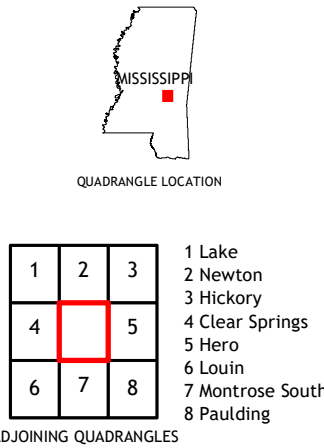 MISSISSIPPI
QUADRANGLE LOCATION
1 2 3
4 5
6 7 8
1 Lake
2 Newton
3 Hickory
4 Clear Springs
5 Hero
6 Louin
7 Montrose South
8 Paulding
ADJOINING QUADRANGLES